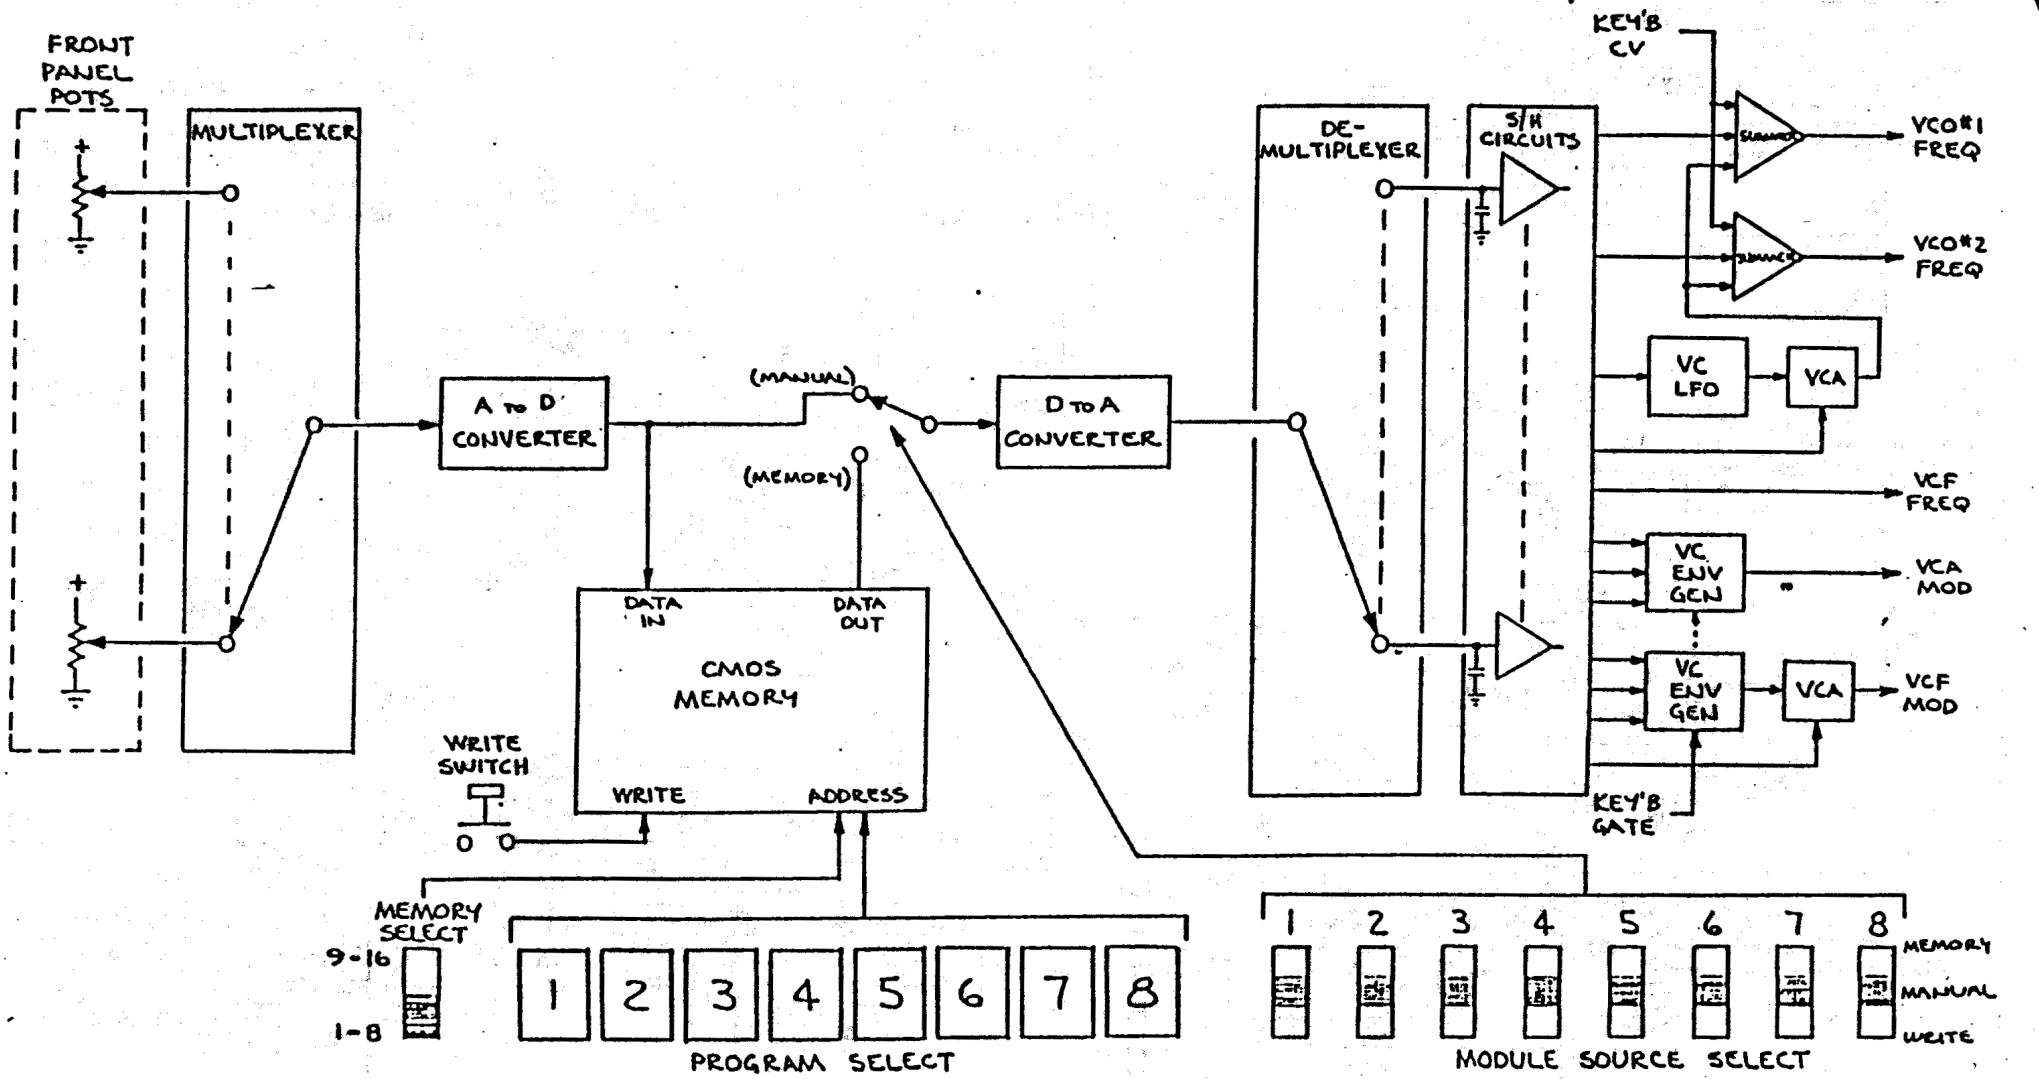 FRONT
PANEL
POTS
+
+
MULTIPLEXER
A TO D
CONVERTER
(MANUAL)
(MEMORY)
D TO A
CONVERTER
DE-
MULTIPLEXER
S/H
CIRCUITS
KEY'B
CV
SUMMER
VCO#1
FREQ
SUMMER
VCO#2
FREQ
VC
LFO
VCA
VCF
FREQ
VC
ENV
GEN
VCA
MOD
VC
ENV
GEN
VCA
VCF
MOD
KEY'B
GATE
DATA
IN
DATA
OUT
CMOS
MEMORY
WRITE
ADDRESS
WRITE
SWITCH
MEMORY
SELECT
9-16
1-8
1 2 3 4 5 6 7 8
PROGRAM SELECT
1 2 3 4 5 6 7 8
MEMORY
MANUAL
WRITE
MODULE SOURCE SELECT